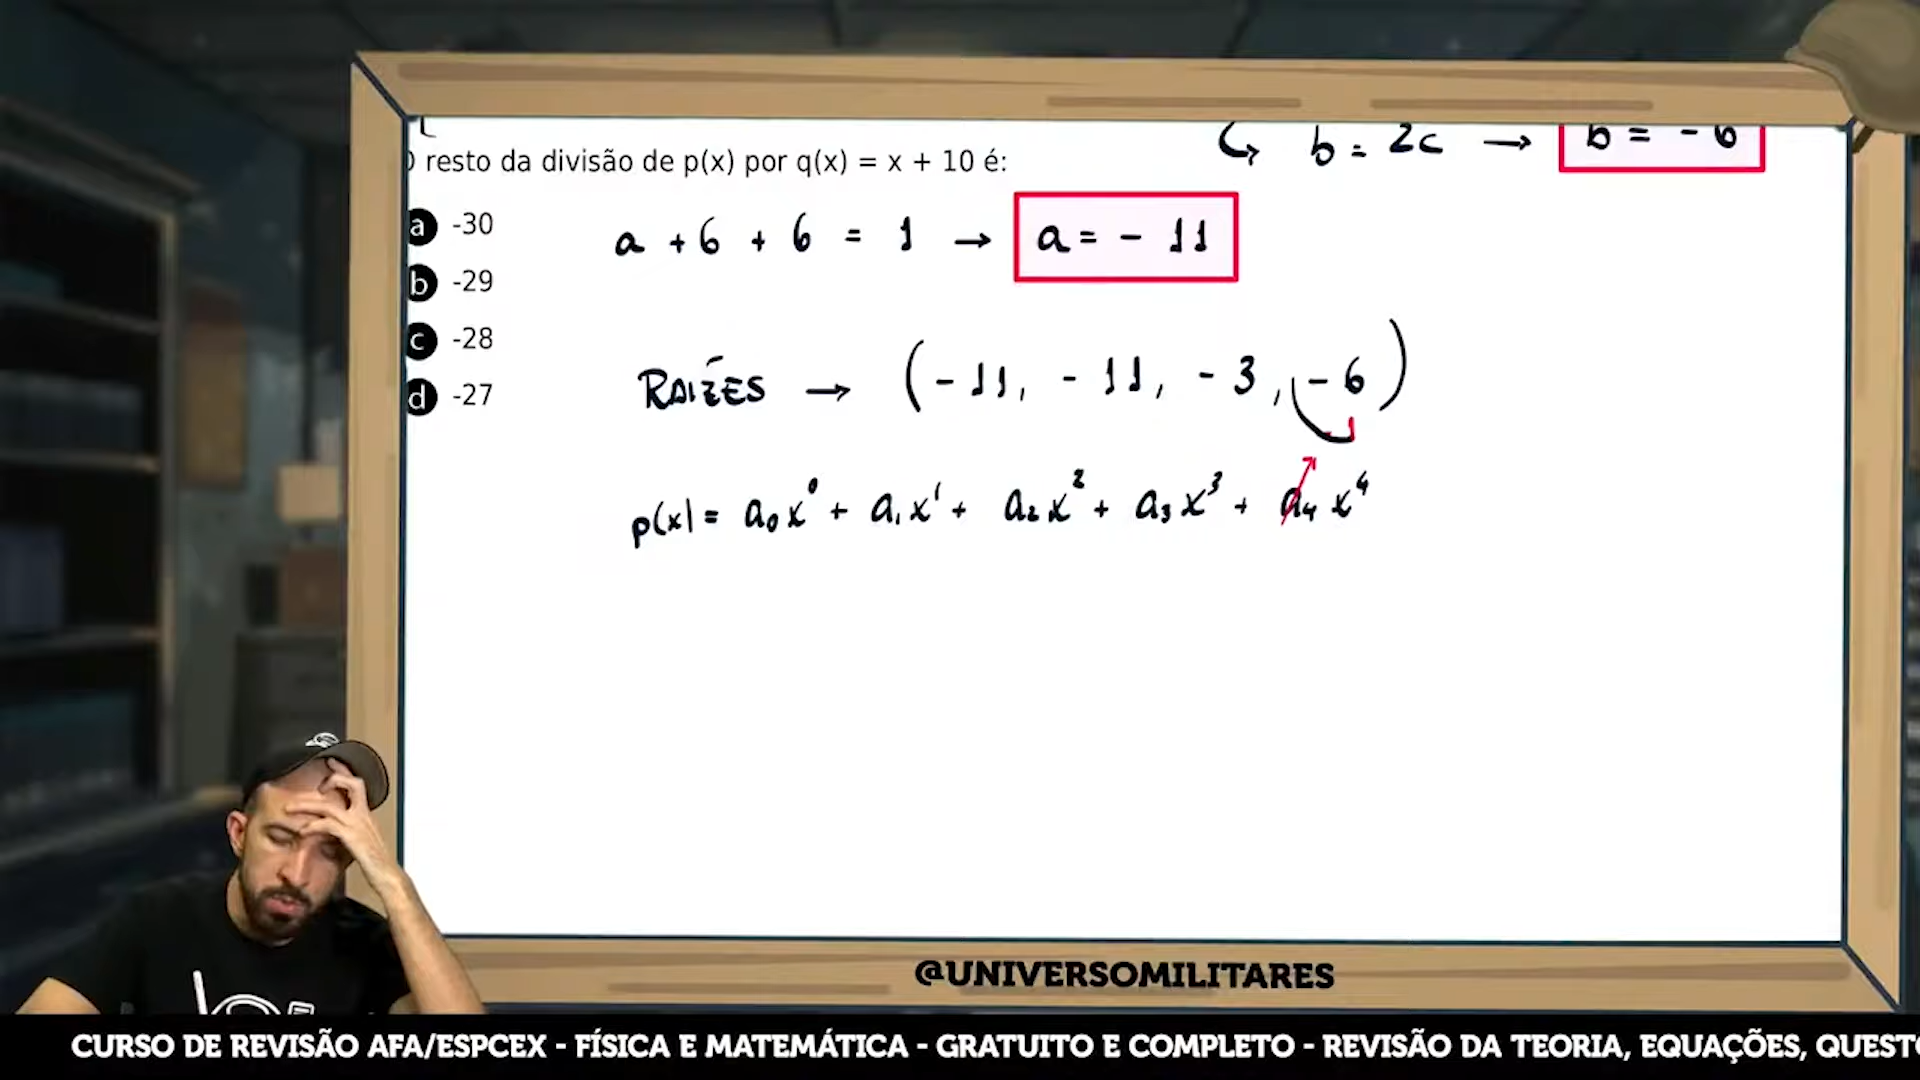 ↳ b = 2c → b = - 6
O resto da divisão de p(x) por q(x) = x + 10 é:
a -30
b -29
c -28
d -27
a + 6 + 6 = 1 → a = - 11
RAÍZES → (- 11, - 11, - 3, - 6)
1
p(x) = a₀x⁰ + a₁x¹ + a₂x² + a₃x³ + a₄x⁴
@UNIVERSOMILITARES
CURSO DE REVISÃO AFA/ESPCEX - FÍSICA E MATEMÁTICA - GRATUITO E COMPLETO - REVISÃO DA TEORIA, EQUAÇÕES,